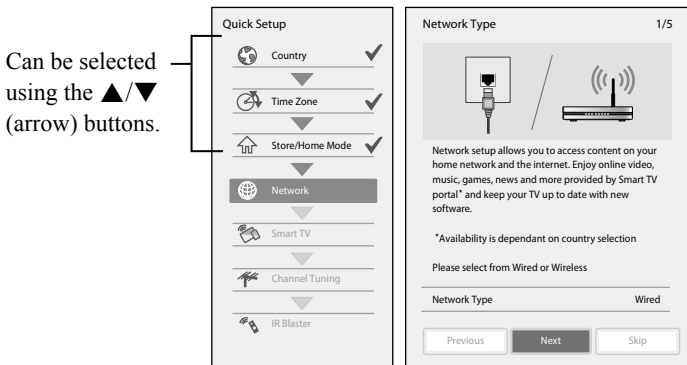 Can be selected
using the ▲/▼
(arrow) buttons.
Quick Setup
Country
Time Zone
Store/Home Mode
Network
Smart TV
Channel Tuning
IR Blaster
Network Type 1/5
Network setup allows you to access content on your
home network and the internet. Enjoy online video,
music, games, news and more provided by Smart TV
portal* and keep your TV up to date with new
software.
*Availability is dependant on country selection
Please select from Wired or Wireless
Network Type Wired
Previous Next Skip